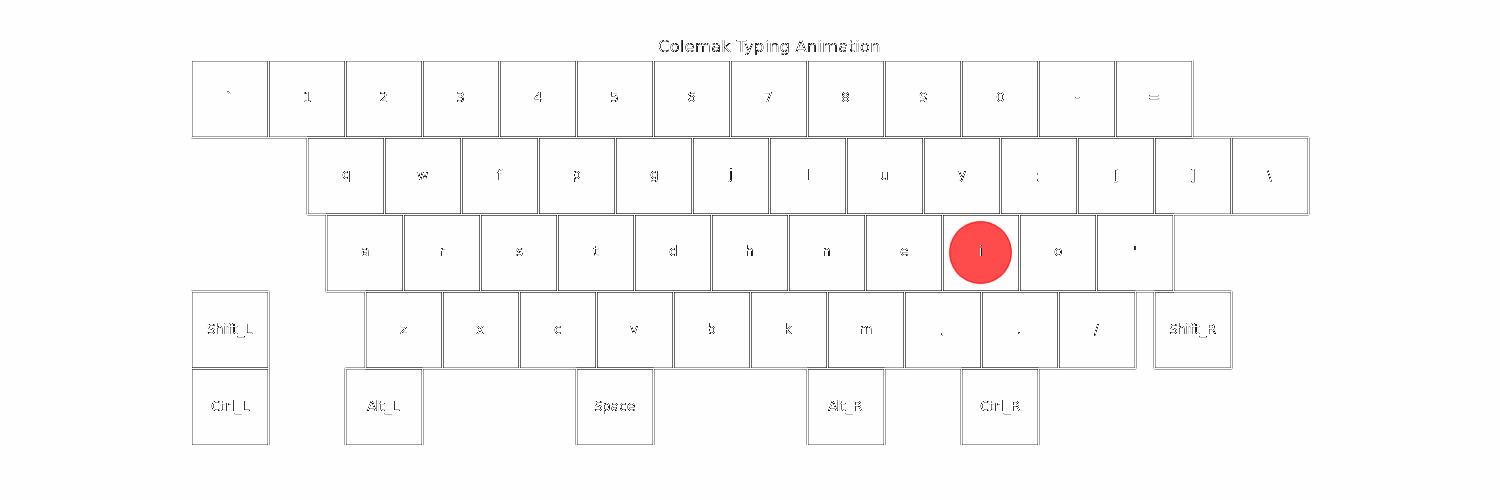 Colemak Typing Animation
` 1 2 3 4 5 6 7 8 9 0 - =
q w f p g j l u y ; [ ] \
a r s t d h n e i o '
Shift_L z x c v b k m , . / Shift_R
Ctrl_L Alt_L Space Alt_R Ctrl_R